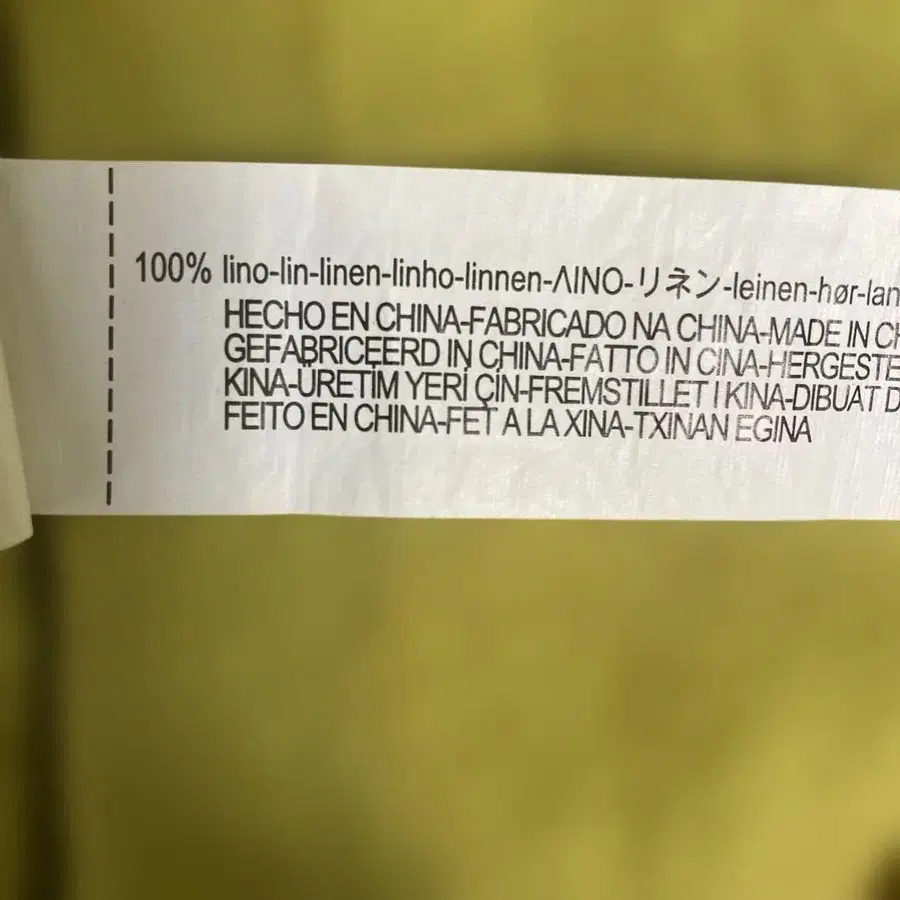 100% lino-lin-linen-linho-linnen-ΛΙΝΟ-リネン-leinen-hør-lan
HECHO EN CHINA-FABRICADO NA CHINA-MADE IN CH
GEFABRICEERD IN CHINA-FATTO IN CINA-HERGESTE
KINA-ÜRETİM YERİ ÇİN-FREMSTILLET I KINA-DIBUAT D
FEITO EN CHINA-FET A LA XINA-TXINAN EGINA